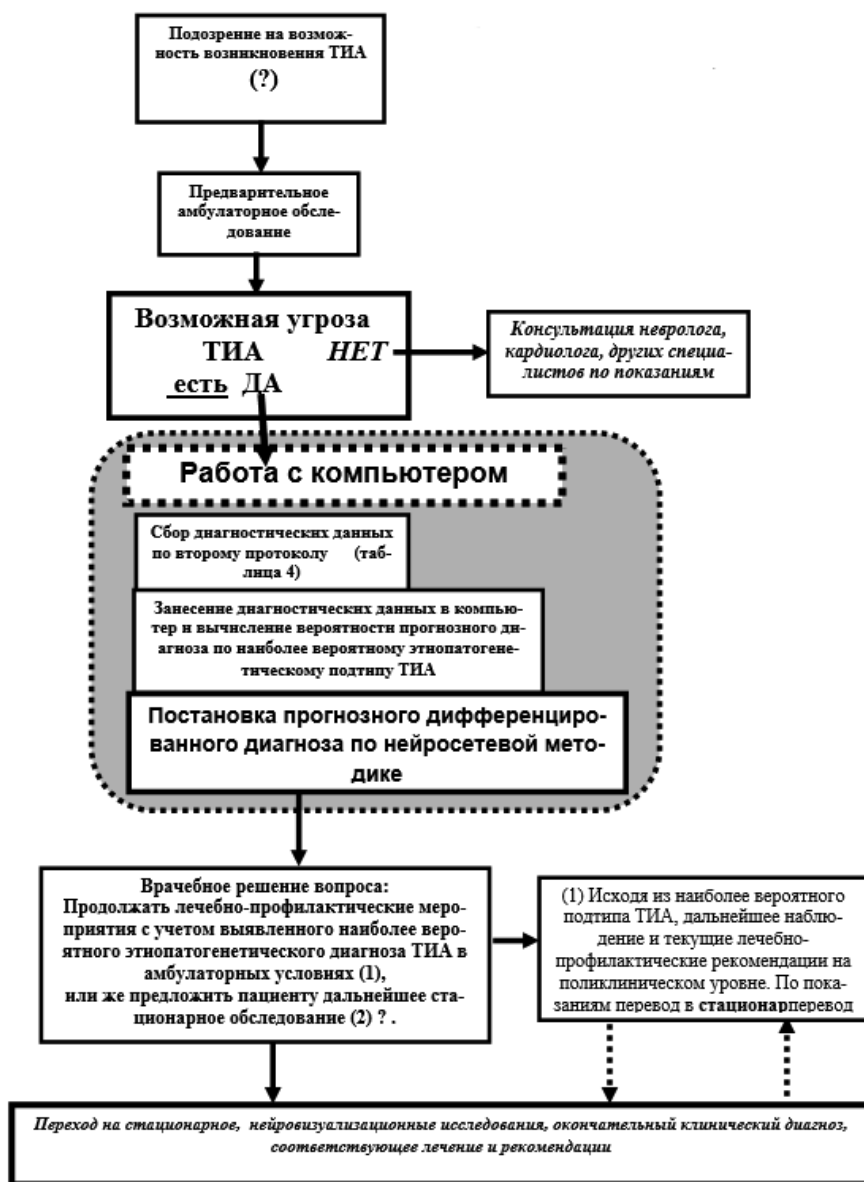 Подозрение на возмож-
ность возникновения ТИА
(?)
Предварительное
амбулаторное обсле-
дование
Возможная угроза
ТИА НЕТ
есть ДА
Консультация невролога,
кардиолога, других специа-
листов по показаниям
Работа с компьютером
Сбор диагностических данных
по второму протоколу (таб-
лица 4)
Занесение диагностических данных в компью-
тер и вычисление вероятности прогнозного ди-
агноза по наиболее вероятному этиопатогене-
тическому подтипу ТИА
Постановка прогнозного дифференциро-
ванного диагноза по нейросетевой мето-
дике
Врачебное решение вопроса:
Продолжать лечебно-профилактические меро-
приятия с учетом выявленного наиболее веро-
ятного этиопатогенетического диагноза ТИА в
амбулаторных условиях (1),
или же предложить пациенту дальнейшее ста-
ционарное обследование (2) ? .
(1) Исходя из наиболее вероятного
подтипа ТИА, дальнейшее наблю-
дение и текущие лечебно-
профилактические рекомендации на
поликлиническом уровне. По пока-
заниям перевод в стационарперевод
Переход на стационарное, нейровизуализационные исследования, окончательный клинический диагноз,
соответствующее лечение и рекомендации